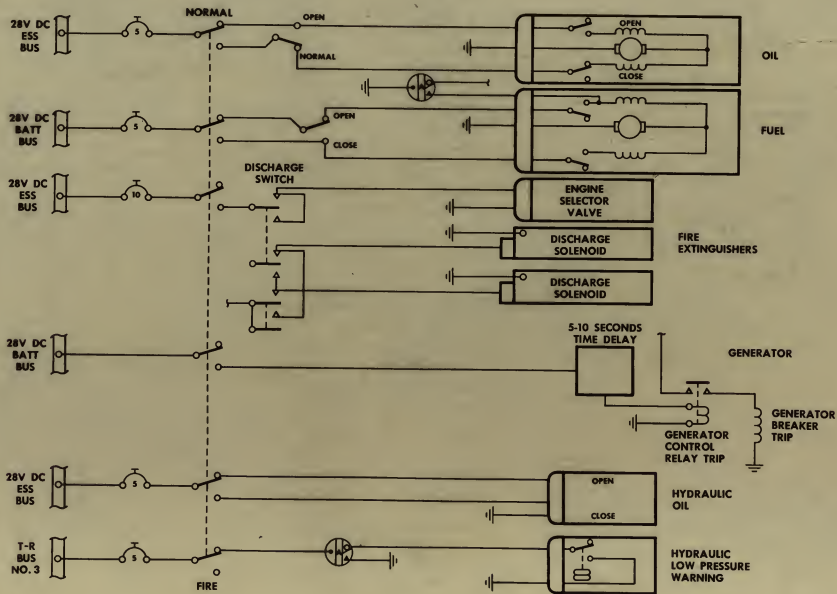 NORMAL
28V DC
ESS
BUS
5
OPEN
NORMAL
OPEN
CLOSE
OIL
28V DC
BATT
BUS
5
OPEN
CLOSE
FUEL
28V DC
ESS
BUS
10
DISCHARGE
SWITCH
ENGINE
SELECTOR
VALVE
DISCHARGE
SOLENOID
FIRE
EXTINGUISHERS
DISCHARGE
SOLENOID
28V DC
BATT
BUS
5-10 SECONDS
TIME DELAY
GENERATOR
GENERATOR
CONTROL
RELAY TRIP
GENERATOR
BREAKER
TRIP
28V DC
ESS
BUS
5
OPEN
CLOSE
HYDRAULIC
OIL
T-R
BUS
NO. 3
5
FIRE
HYDRAULIC
LOW PRESSURE
WARNING